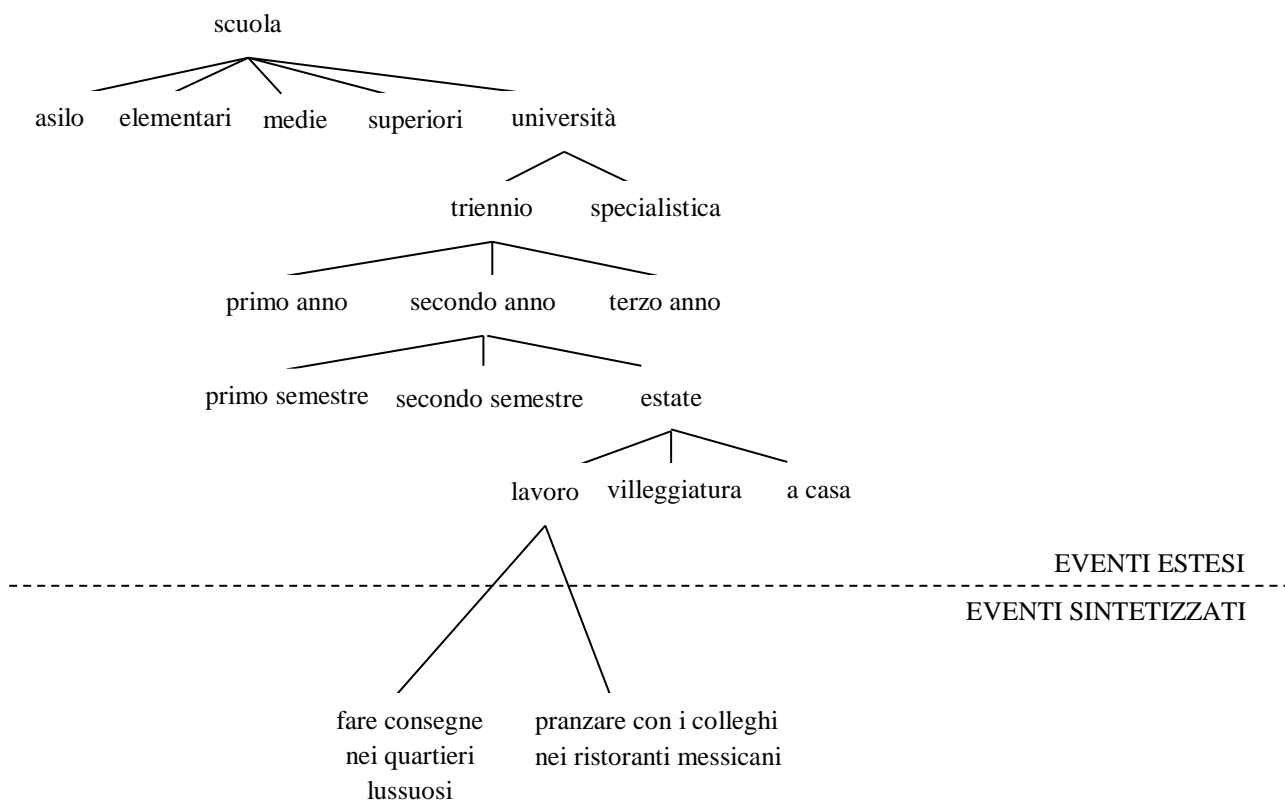 scuola
asilo elementari medie superiori università
triennio specialistica
primo anno secondo anno terzo anno
primo semestre secondo semestre estate
lavoro villeggiatura a casa
EVENTI ESTESI
EVENTI SINTETIZZATI
fare consegne
nei quartieri
lussuosi
pranzare con i colleghi
nei ristoranti messicani